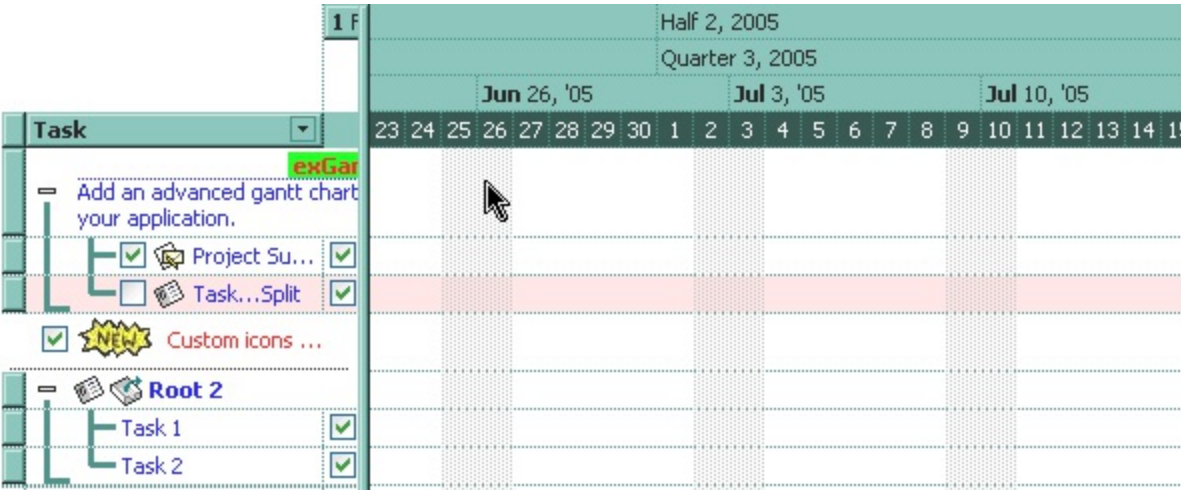 1 F
Half 2, 2005
Quarter 3, 2005
Jun 26, '05 Jul 3, '05 Jul 10, '05
Task
23 24 25 26 27 28 29 30 1 2 3 4 5 6 7 8 9 10 11 12 13 14 15
exGan
Add an advanced gantt chart
your application.
Project Su...
Task...Split
NEW Custom icons ...
Root 2
Task 1
Task 2